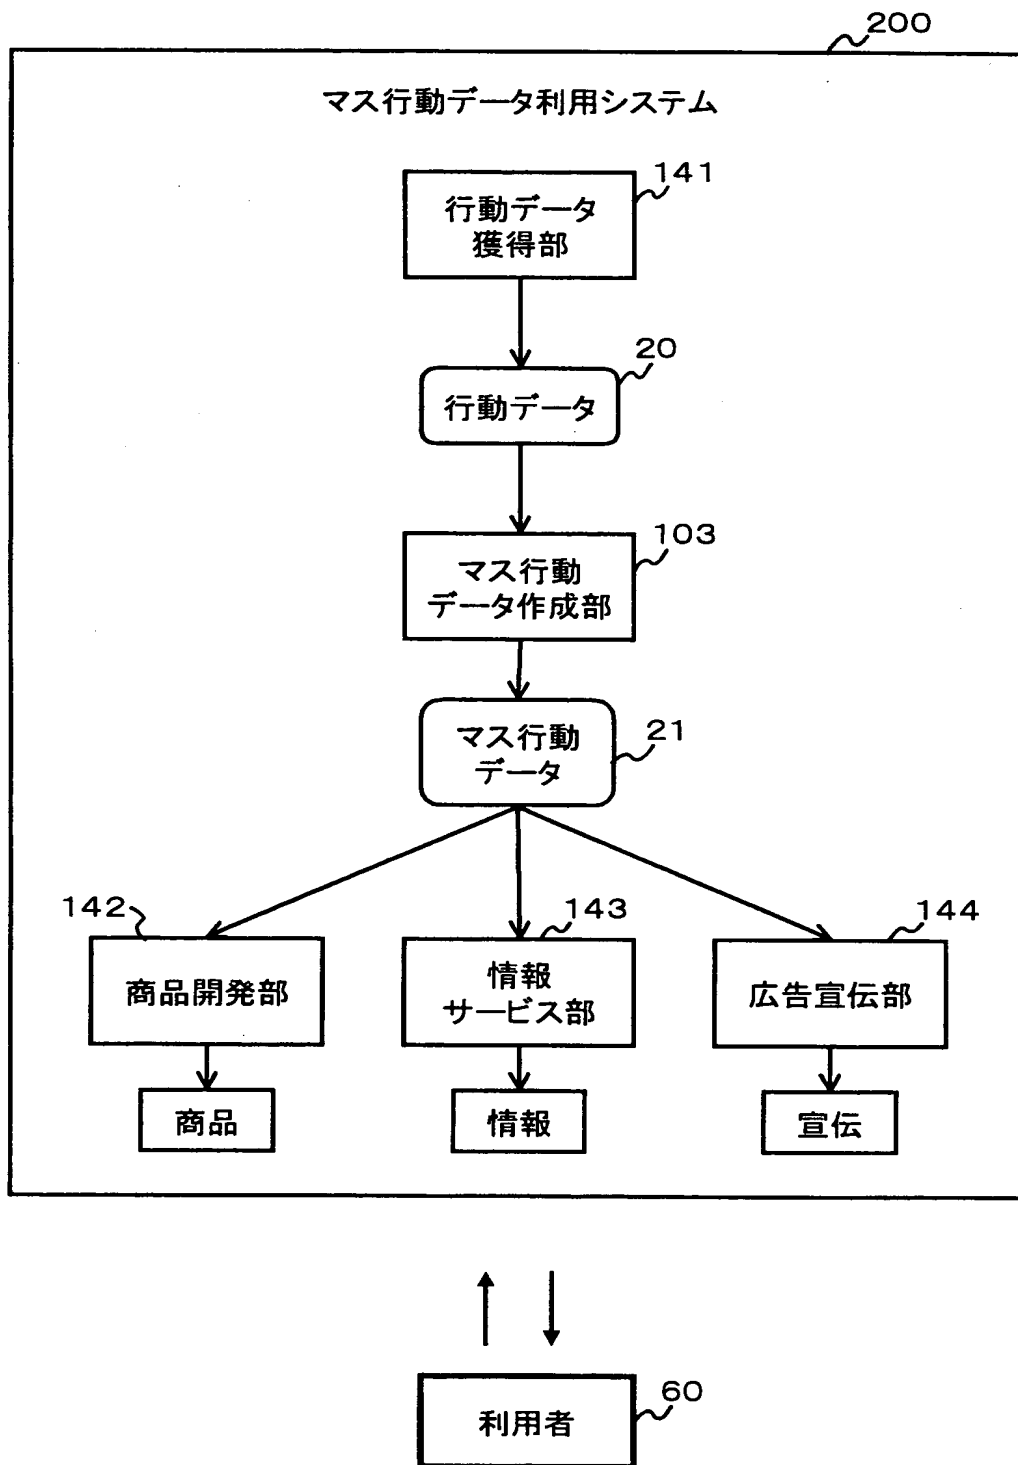 200
マス行動データ利用システム
141
行動データ
獲得部
20
行動データ
103
マス行動
データ作成部
21
マス行動
データ
142
143
144
商品開発部
情報
サービス部
広告宣伝部
商品
情報
宣伝
60
利用者